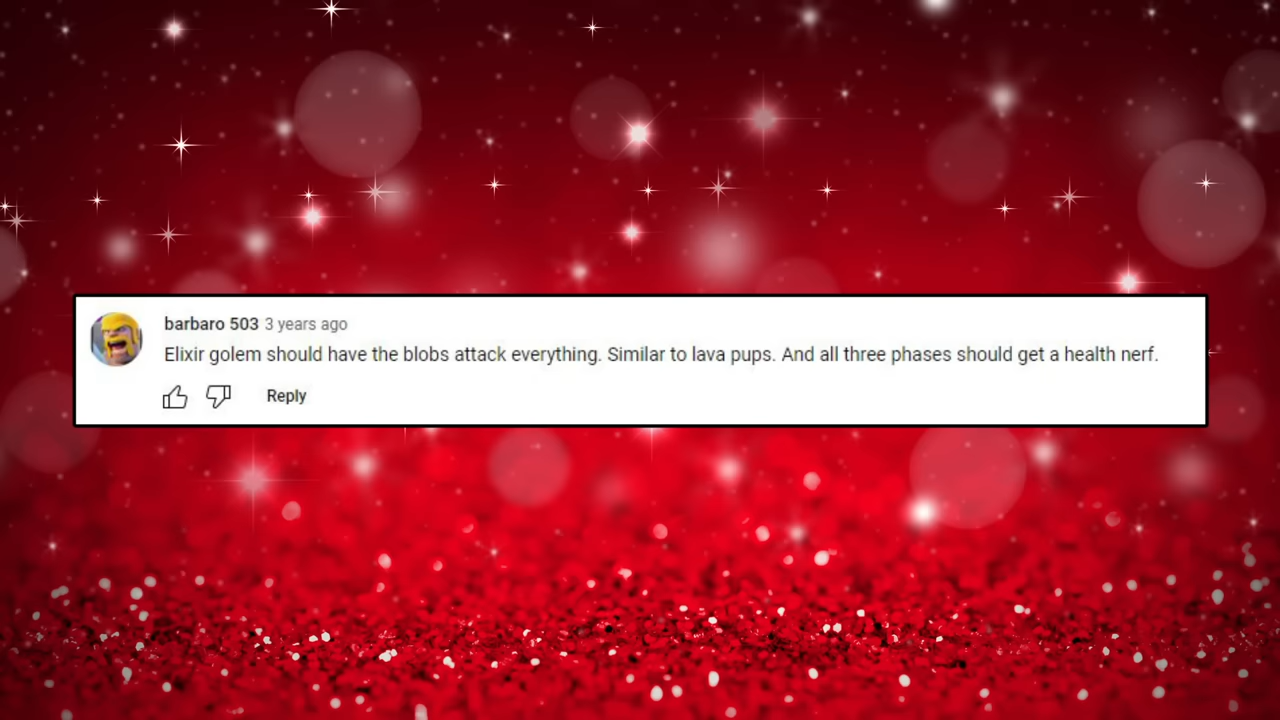 barbaro 503 3 years ago
Elixir golem should have the blobs attack everything. Similar to lava pups. And all three phases should get a health nerf.
Reply